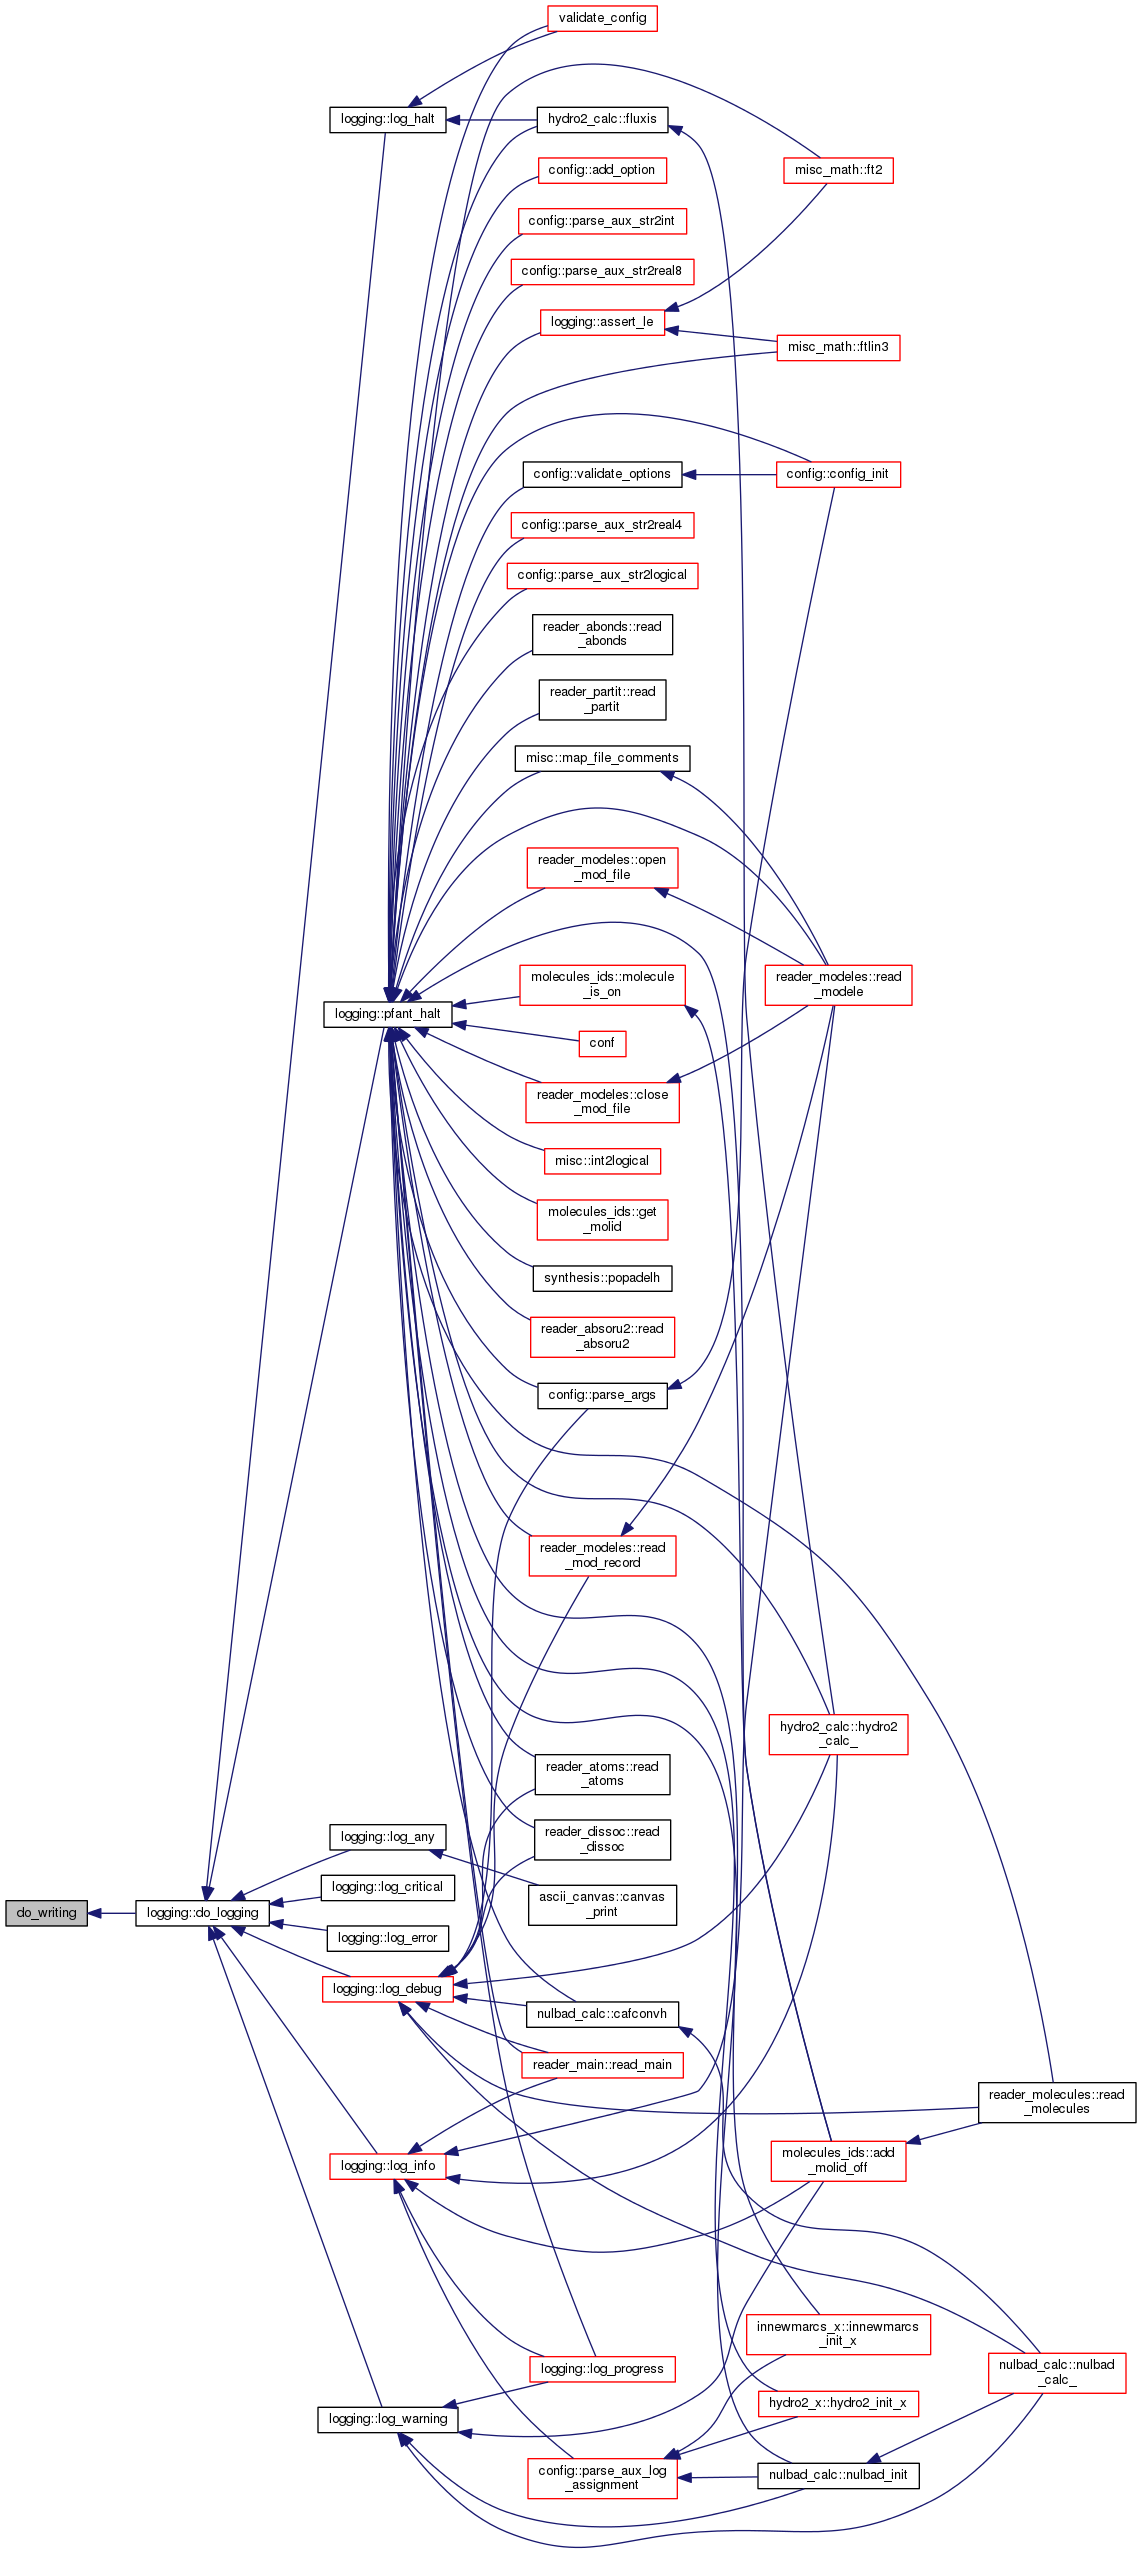 validate_config
logging::log_halt
hydro2_calc::fluxis
config::add_option
misc_math::ft2
config::parse_aux_str2int
config::parse_aux_str2real8
logging::assert_le
misc_math::ftlin3
config::validate_options
config::config_init
config::parse_aux_str2real4
config::parse_aux_str2logical
reader_abonds::read
_abonds
reader_partit::read
_partit
misc::map_file_comments
reader_modeles::open
_mod_file
molecules_ids::molecule
_is_on
reader_modeles::read
_modele
logging::pfant_halt
conf
reader_modeles::close
_mod_file
misc::int2logical
molecules_ids::get
_molid
synthesis::popadelh
reader_absoru2::read
_absoru2
config::parse_args
reader_modeles::read
_mod_record
hydro2_calc::hydro2
_calc_
reader_atoms::read
_atoms
logging::log_any
reader_dissoc::read
_dissoc
logging::log_critical
ascii_canvas::canvas
_print
do_writing
logging::do_logging
logging::log_error
logging::log_debug
nulbad_calc::cafconvh
reader_main::read_main
reader_molecules::read
_molecules
logging::log_info
molecules_ids::add
_molid_off
innewmarcs_x::innewmarcs
_init_x
logging::log_progress
nulbad_calc::nulbad
_calc_
hydro2_x::hydro2_init_x
logging::log_warning
config::parse_aux_log
_assignment
nulbad_calc::nulbad_init